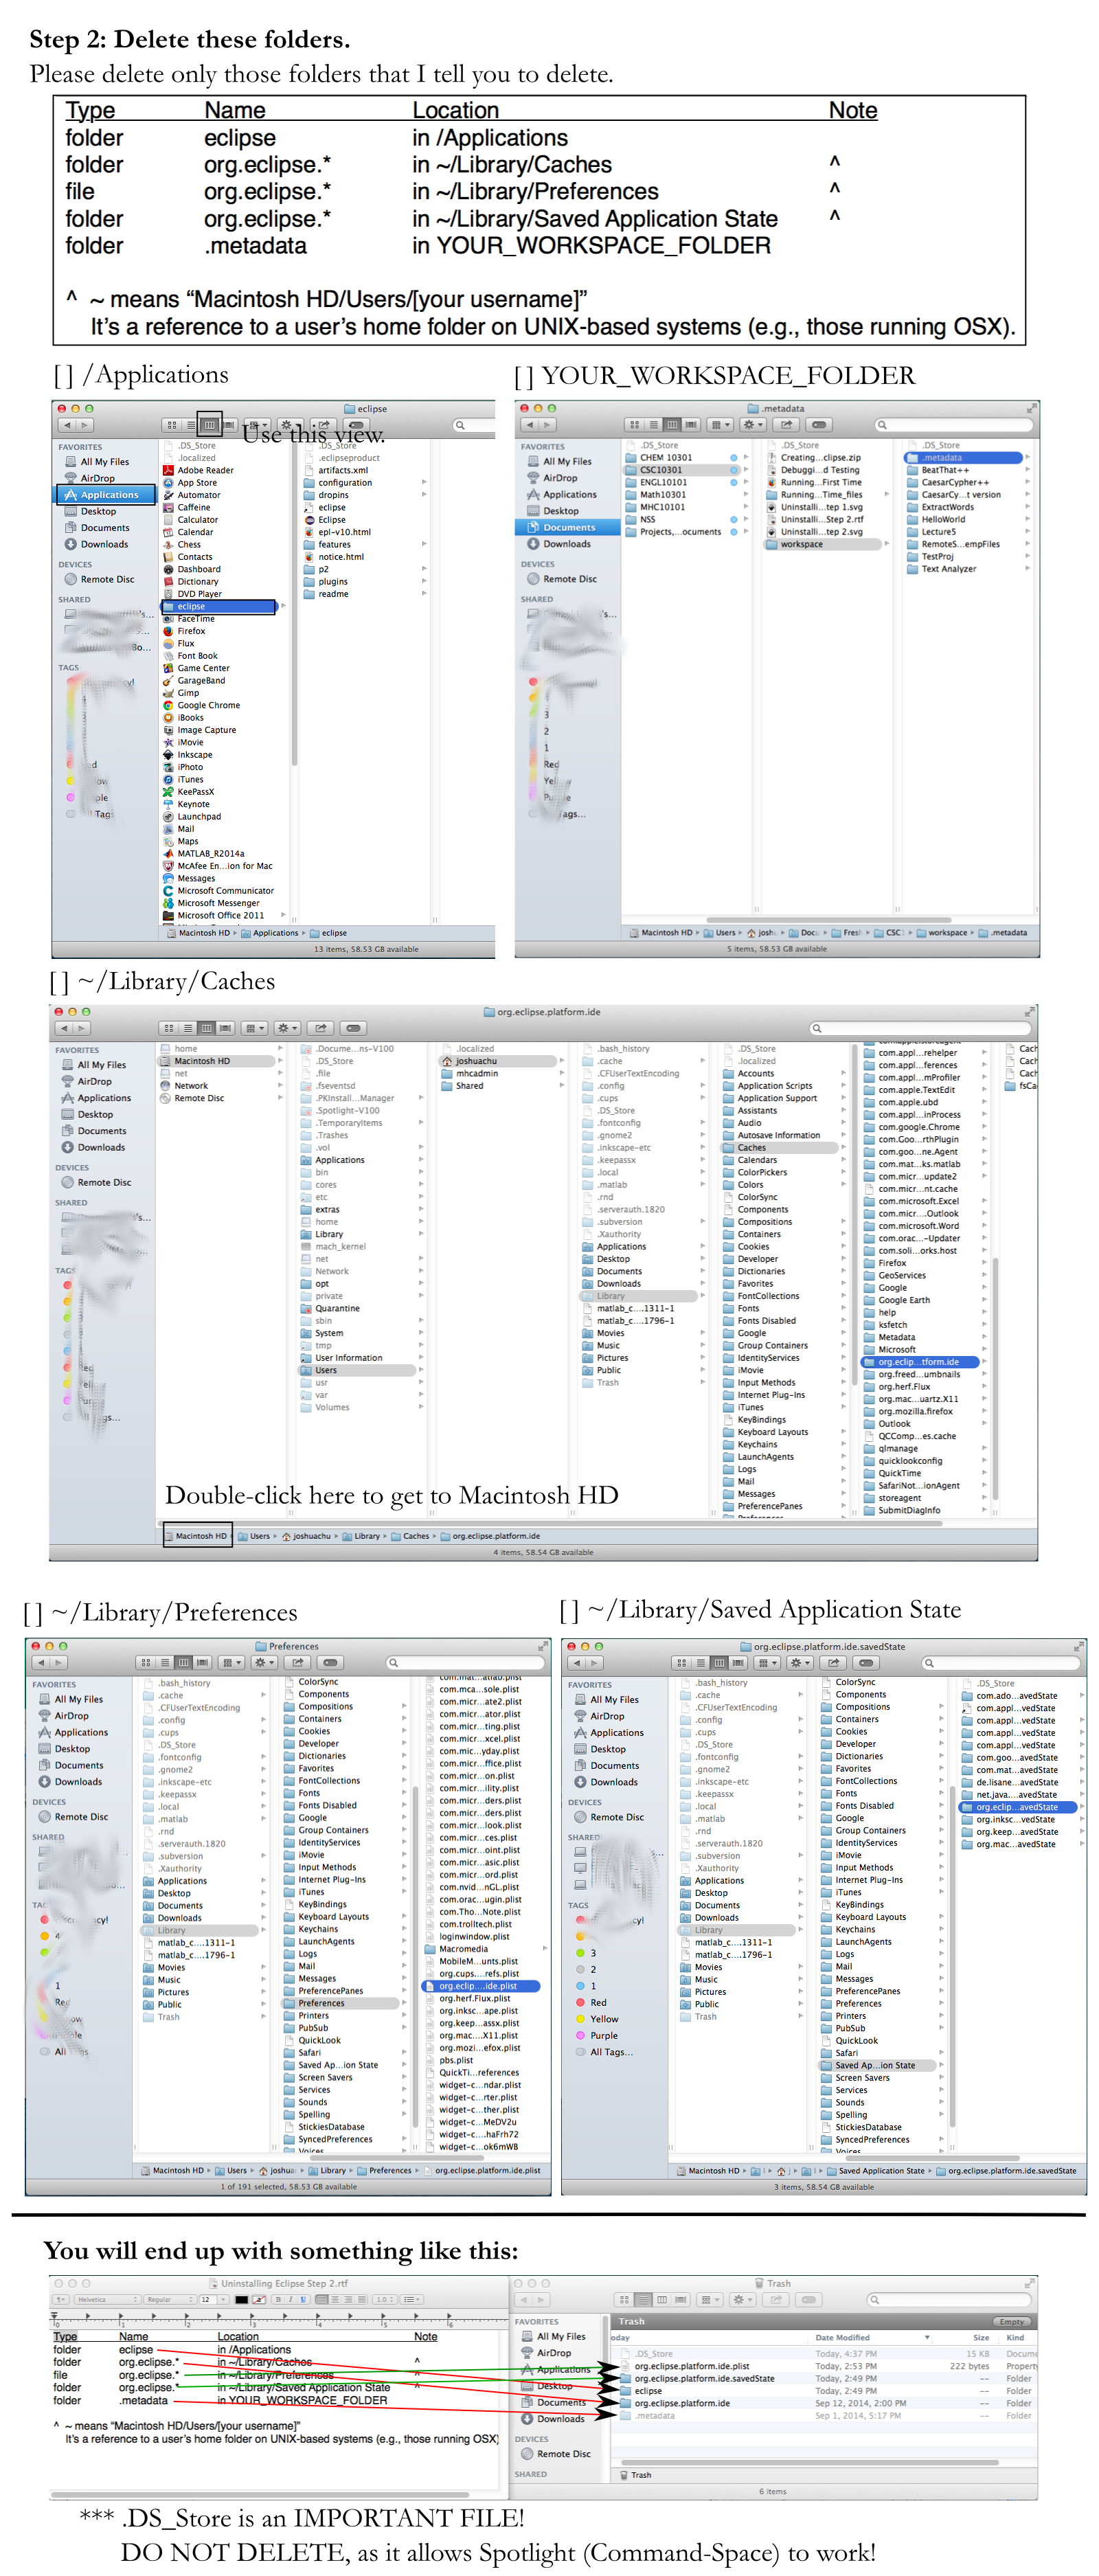 Step 2: Delete these folders.
Please delete only those folders that I tell you to delete.
Type Name Location Note
folder eclipse in /Applications
folder org.eclipse.* in ~/Library/Caches ^
file org.eclipse.* in ~/Library/Preferences ^
folder org.eclipse.* in ~/Library/Saved Application State ^
folder .metadata in YOUR_WORKSPACE_FOLDER
^ ~ means “Macintosh HD/Users/[your username]”
It’s a reference to a user’s home folder on UNIX-based systems (e.g., those running OSX).
[ ] /Applications
eclipse
Use this view.
FAVORITES
All My Files
AirDrop
Applications
Desktop
Documents
Downloads
DEVICES
Remote Disc
SHARED
TAGS
.DS_Store
.localized
Adobe Reader
App Store
Automator
Caffeine
Calculator
Calendar
Chess
Contacts
Dashboard
Dictionary
DVD Player
eclipse
FaceTime
Firefox
Flux
Font Book
Game Center
GarageBand
Gimp
Google Chrome
iBooks
Image Capture
iMovie
Inkscape
iPhoto
iTunes
KeePassX
Keynote
Launchpad
Mail
Maps
MATLAB_R2014a
McAfee En...ion for Mac
Messages
Microsoft Communicator
Microsoft Messenger
Microsoft Office 2011
.DS_Store
.eclipseproduct
artifacts.xml
configuration
dropins
eclipse
Eclipse
epl-v10.html
features
notice.html
p2
plugins
readme
Macintosh HD Applications eclipse
13 items, 58.53 GB available
[ ] YOUR_WORKSPACE_FOLDER
.metadata
FAVORITES
All My Files
AirDrop
Applications
Desktop
Documents
Downloads
DEVICES
Remote Disc
SHARED
3
2
1
Red
.DS_Store
CHEM 10301
CSC10301
ENGL10101
Math10301
MHC10101
NSS
Projects,...ocuments
.DS_Store
Creating...clipse.zip
Debuggi...d Testing
Running...First Time
Running...Time_files
Uninstalli...tep 1.svg
Uninstalli...Step 2.rtf
Uninstalli...tep 2.svg
workspace
.DS_Store
.metadata
BeatThat++
CaesarCypher++
CaesarCy...t version
ExtractWords
HelloWorld
Lecture5
RemoteS...empFiles
TestProj
Text Analyzer
Macintosh HD Users josh Docu Fresh CSC workspace .metadata
5 items, 58.53 GB available
[ ] ~/Library/Caches
org.eclipse.platform.ide
FAVORITES
All My Files
AirDrop
Applications
Desktop
Documents
Downloads
DEVICES
Remote Disc
SHARED
TAGS
home
Macintosh HD
net
Network
Remote Disc
.Docume...ns-V100
.DS_Store
.file
.fseventsd
.PKInstall...Manager
.Spotlight-V100
.TemporaryItems
.Trashes
.vol
Applications
bin
cores
etc
extras
home
Library
mach_kernel
net
Network
opt
private
Quarantine
sbin
System
tmp
User Information
Users
usr
var
Volumes
.localized
joshuachu
mhcadmin
Shared
.bash_history
.cache
.CFUserTextEncoding
.config
.cups
.DS_Store
.fontconfig
.gnome2
.inkscape-etc
.keepassx
.local
.matlab
.rnd
.serverauth.1820
.subversion
.Xauthority
Applications
Desktop
Documents
Downloads
Library
matlab_c....1311-1
matlab_c....1796-1
Movies
Music
Pictures
Public
Trash
.DS_Store
.localized
Accounts
Application Scripts
Application Support
Assistants
Audio
Autosave Information
Caches
Calendars
ColorPickers
Colors
ColorSync
Components
Compositions
Containers
Cookies
Developer
Dictionaries
Favorites
FontCollections
Fonts
Fonts Disabled
Google
Group Containers
IdentityServices
iMovie
Input Methods
Internet Plug-Ins
iTunes
KeyBindings
Keyboard Layouts
Keychains
LaunchAgents
Logs
Mail
Messages
PreferencePanes
com.appl...rehelper
com.appl...ferences
com.appl...mProfiler
com.apple.TextEdit
com.apple.ubd
com.appl...inProcess
com.google.Chrome
com.Goo...rthPlugin
com.goo...ne.Agent
com.mat...ks.matlab
com.micr...update2
com.micr...nt.cache
com.microsoft.Excel
com.micr....Outlook
com.microsoft.Word
com.orac...-Updater
com.soli...orks.host
Firefox
GeoServices
Google
Google Earth
help
ksfetch
Metadata
Microsoft
org.eclip...tform.ide
org.freed...umbnails
org.herf.Flux
org.mac...uartz.X11
org.mozilla.firefox
Outlook
QCComp...es.cache
qlmanage
quicklookconfig
QuickTime
SafariNot...ionAgent
storeagent
SubmitDiagInfo
Double-click here to get to Macintosh HD
Macintosh HD Users joshuachu Library Caches org.eclipse.platform.ide
4 items, 58.54 GB available
[ ] ~/Library/Preferences
Preferences
FAVORITES
All My Files
AirDrop
Applications
Desktop
Documents
Downloads
DEVICES
Remote Disc
.bash_history
.cache
.CFUserTextEncoding
.config
.cups
.DS_Store
.fontconfig
.gnome2
.inkscape-etc
.keepassx
.local
.matlab
.rnd
.serverauth.1820
.subversion
.Xauthority
Applications
Desktop
Documents
Downloads
Library
matlab_c....1311-1
matlab_c....1796-1
Movies
Music
Pictures
Public
Trash
ColorSync
Components
Compositions
Containers
Cookies
Developer
Dictionaries
Favorites
FontCollections
Fonts
Fonts Disabled
Google
Group Containers
IdentityServices
iMovie
Input Methods
Internet Plug-Ins
iTunes
KeyBindings
Keyboard Layouts
Keychains
LaunchAgents
Logs
Mail
Messages
PreferencePanes
Preferences
Printers
PubSub
QuickLook
Safari
Saved Ap...ion State
Screen Savers
Services
Sounds
Spelling
StickiesDatabase
SyncedPreferences
Voices
com.mca...sole.plist
com.micr...ate2.plist
com.micr...ator.plist
com.micr...ting.plist
com.micr...xcel.plist
com.mic...yday.plist
com.micr...ffice.plist
com.micr...on.plist
com.micr...ility.plist
com.micr...ders.plist
com.micr...look.plist
com.micr...ces.plist
com.micr...oint.plist
com.micr...asic.plist
com.micr...ord.plist
com.nvid...nGL.plist
com.orac...ugin.plist
com.Tho...Note.plist
com.trolltech.plist
loginwindow.plist
Macromedia
MobileM...unts.plist
org.cups....refs.plist
org.eclip....ide.plist
org.herf.Flux.plist
org.inksc...ape.plist
org.keep...assx.plist
org.mac...X11.plist
org.mozi...efox.plist
pbs.plist
QuickTi...references
widget-c...ndar.plist
widget-c...rter.plist
widget-c...ther.plist
widget-c...MeDV2u
widget-c...haFrh72
widget-c...ok6mWB
Macintosh HD Users joshua Library Preferences org.eclipse.platform.ide.plist
1 of 191 selected, 58.53 GB available
[ ] ~/Library/Saved Application State
org.eclipse.platform.ide.savedState
FAVORITES
All My Files
AirDrop
Applications
Desktop
Documents
Downloads
DEVICES
Remote Disc
SHARED
TAGS
3
2
1
Red
Yellow
Purple
All Tags...
.bash_history
.cache
.CFUserTextEncoding
.config
.cups
.DS_Store
.fontconfig
.gnome2
.inkscape-etc
.keepassx
.local
.matlab
.rnd
.serverauth.1820
.subversion
.Xauthority
Applications
Desktop
Documents
Downloads
Library
matlab_c....1311-1
matlab_c....1796-1
Movies
Music
Pictures
Public
Trash
ColorSync
Components
Compositions
Containers
Cookies
Developer
Dictionaries
Favorites
FontCollections
Fonts
Fonts Disabled
Google
Group Containers
IdentityServices
iMovie
Input Methods
Internet Plug-Ins
iTunes
KeyBindings
Keyboard Layouts
Keychains
LaunchAgents
Logs
Mail
Messages
PreferencePanes
Preferences
Printers
PubSub
QuickLook
Safari
Saved Ap...ion State
Screen Savers
Services
Sounds
Spelling
StickiesDatabase
SyncedPreferences
Voices
.DS_Store
com.ado...avedState
com.appl...vedState
com.appl...vedState
com.appl...vedState
com.appl...vedState
com.goo...avedState
com.mat...avedState
de.lisane...avedState
net.java....avedState
org.eclip...avedState
org.inksc...vedState
org.keep...avedState
org.mac...avedState
Macintosh HD Saved Application State org.eclipse.platform.ide.savedState
3 items, 58.54 GB available
You will end up with something like this:
Uninstalling Eclipse Step 2.rtf
Helvetica Regular 12 B I U 1.0
0 1 2 3 4 5 6
Type Name Location Note
folder eclipse in /Applications
folder org.eclipse.* in ~/Library/Caches ^
file org.eclipse.* in ~/Library/Preferences ^
folder org.eclipse.* in ~/Library/Saved Application State ^
folder .metadata in YOUR_WORKSPACE_FOLDER
^ ~ means “Macintosh HD/Users/[your username]”
It’s a reference to a user’s home folder on UNIX-based systems (e.g., those running OSX)
Trash
FAVORITES
All My Files
AirDrop
Applications
Desktop
Documents
Downloads
DEVICES
Remote Disc
SHARED
Trash Empty
oday Date Modified Size Kind
.DS_Store Today, 4:37 PM 15 KB Docume
org.eclipse.platform.ide.plist Today, 2:53 PM 222 bytes Property
org.eclipse.platform.ide.savedState Today, 2:49 PM -- Folder
eclipse Today, 2:49 PM -- Folder
org.eclipse.platform.ide Sep 12, 2014, 2:00 PM -- Folder
.metadata Sep 1, 2014, 5:17 PM -- Folder
Trash
6 items
*** .DS_Store is an IMPORTANT FILE!
DO NOT DELETE, as it allows Spotlight (Command-Space) to work!